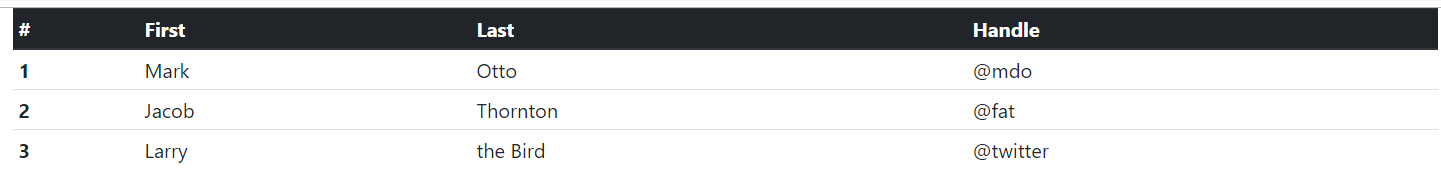 # First Last Handle
1 Mark Otto @mdo
2 Jacob Thornton @fat
3 Larry the Bird @twitter